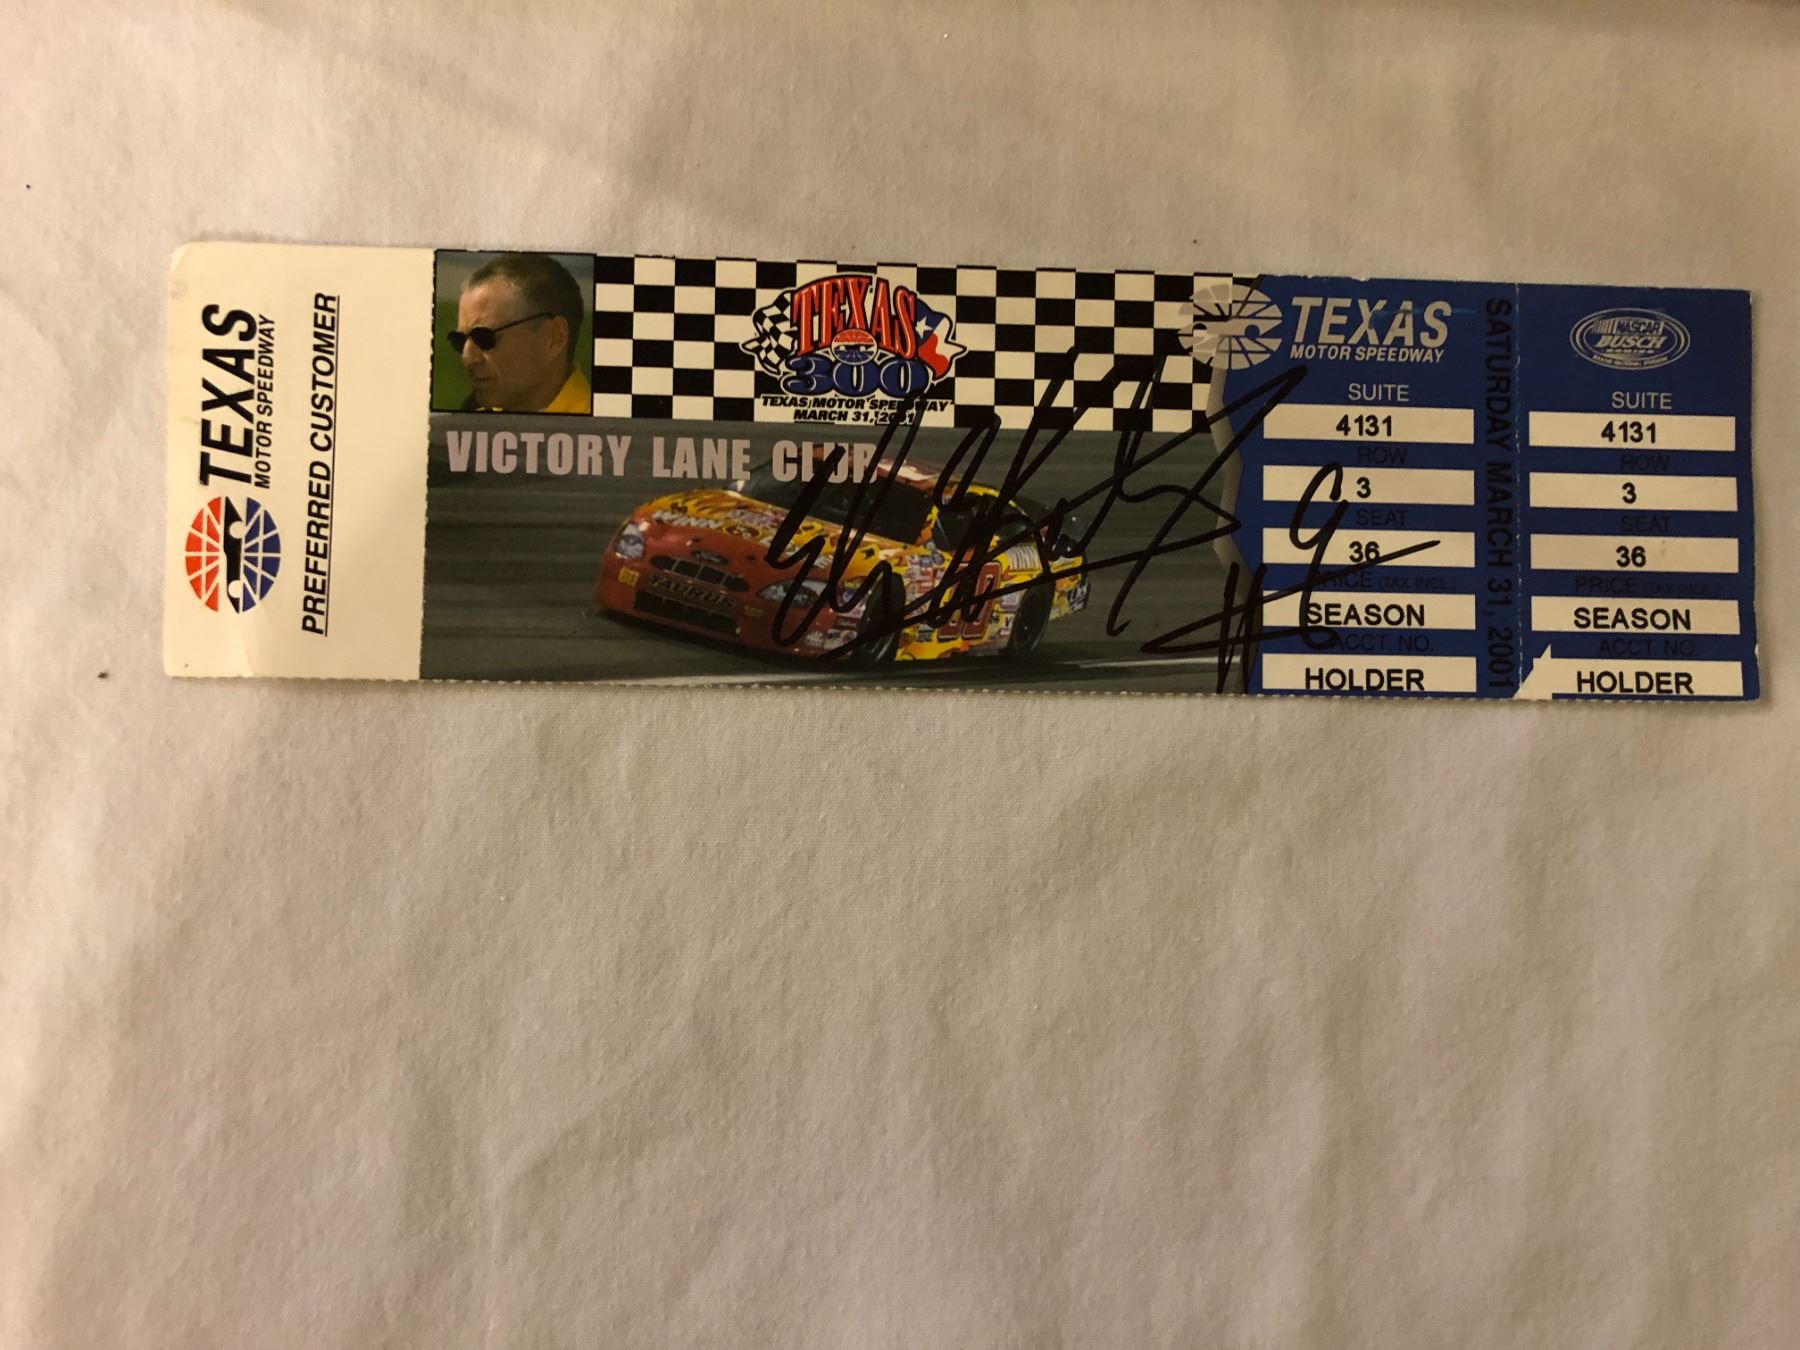 TEXAS
MOTOR SPEEDWAY
PREFERRED CUSTOMER
TEXAS
300
TEXAS MOTOR SPEEDWAY
MARCH 31, 2001
VICTORY LANE CLUB
TAURUS
#9
TEXAS
MOTOR SPEEDWAY
SUITE
4131
ROW
3
SEAT
36
PRICE (TAX INCL.)
SEASON
ACCT. NO.
HOLDER
SATURDAY MARCH 31, 2001
NASCAR
BUSCH
SERIES
SUITE
4131
ROW
3
SEAT
36
PRICE (TAX INCL.)
SEASON
ACCT. NO.
HOLDER